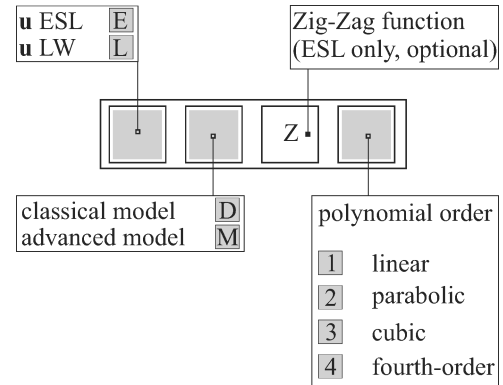 u ESL E
u LW L
Zig-Zag function
(ESL only, optional)
Z
classical model D
advanced model M
polynomial order
1 linear
2 parabolic
3 cubic
4 fourth-order